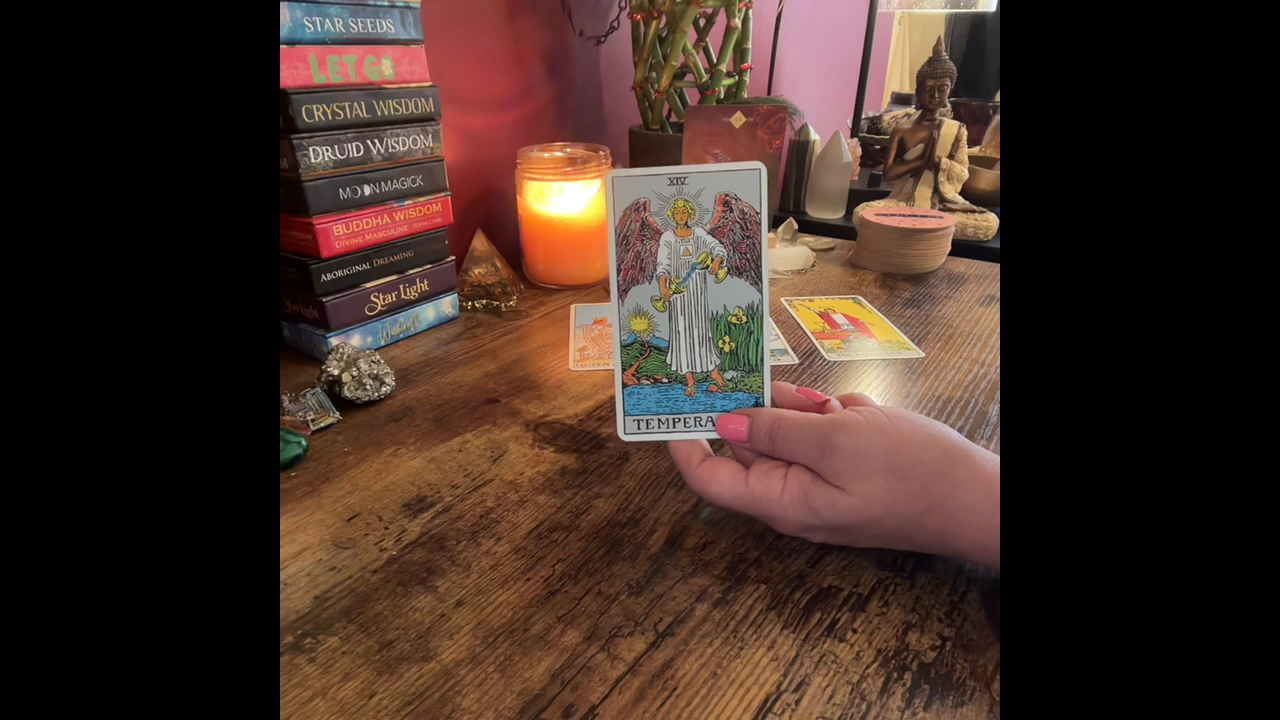 STAR SEEDS
LET GO
CRYSTAL WISDOM
DRUID WISDOM
MOON MAGICK
BUDDHA WISDOM
DIVINE MASCULINE
ABORIGINAL DREAMING
Star Light
XIV
QUEEN
TEMPERA